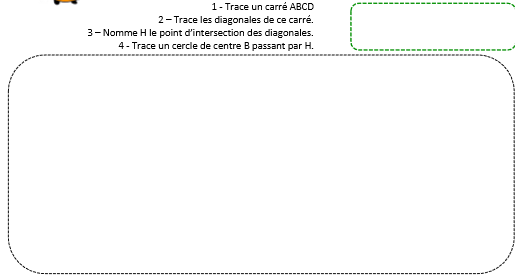 1 - Trace un carré ABCD
2 – Trace les diagonales de ce carré.
3 – Nomme H le point d'intersection des diagonales.
4 - Trace un cercle de centre B passant par H.